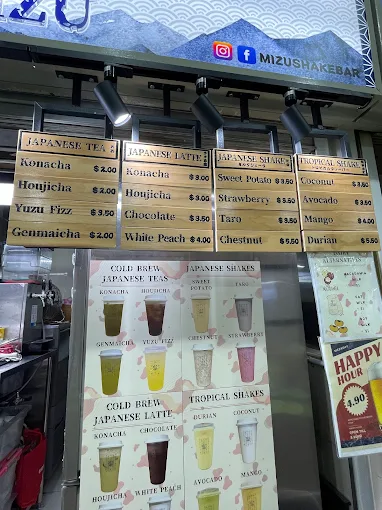 MIZUSHAKEBAR
JAPANESE TEA
Konacha $2.00
Houjicha $2.00
Yuzu Fizz $3.50
Genmaicha $2.00
JAPANESE LATTE
Konacha $3.00
Houjicha $3.00
Chocolate $3.50
White Peach $4.00
JAPANESE SHAKE
Sweet Potato $3.50
Strawberry $3.50
Taro $3.50
Chestnut $5.50
TROPICAL SHAKE
Coconut $3.50
Avocado $3.50
Mango $4.00
Durian $5.50
COLD BREW
JAPANESE TEAS
KONACHA
HOUJICHA
GENMAICHA
YUZU FIZZ
JAPANESE SHAKES
SWEET
POTATO
TARO
CHESTNUT
STRAWBERRY
COLD BREW
JAPANESE LATTE
KONACHA
CHOCOLATE
HOUJICHA
WHITE PEACH
TROPICAL SHAKES
DURIAN
COCONUT
AVOCADO
MANGO
HAPPY
HOUR
4.90